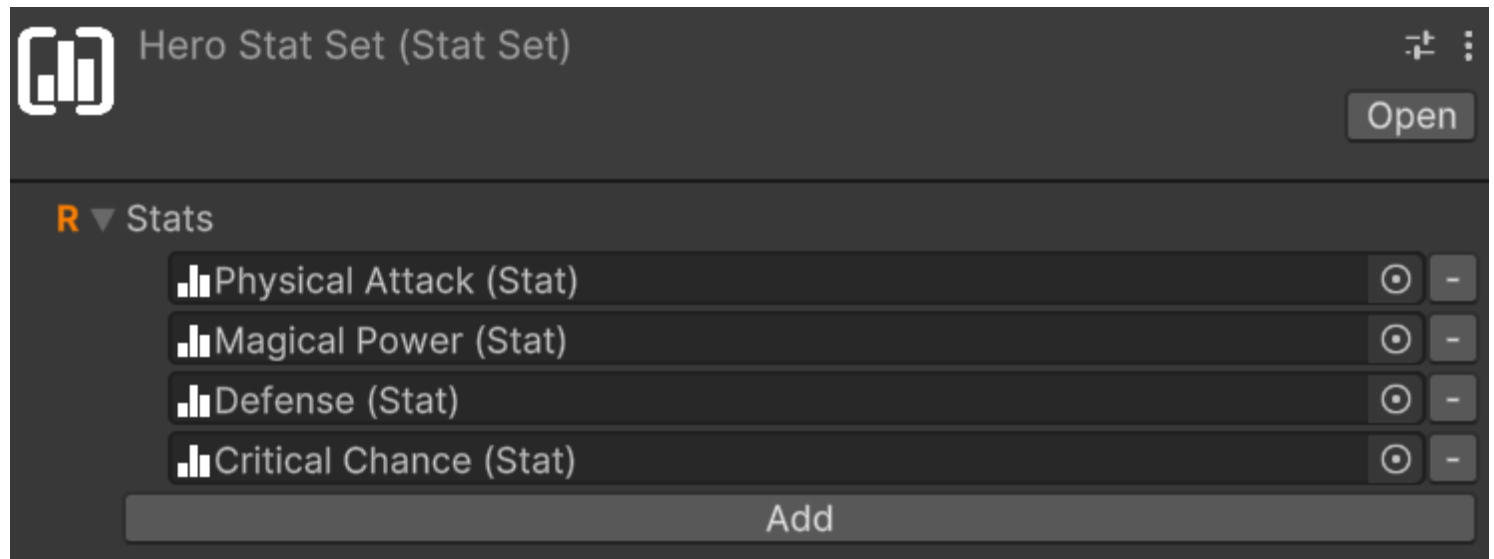 Hero Stat Set (Stat Set)
Open
R Stats
Physical Attack (Stat)
-
Magical Power (Stat)
-
Defense (Stat)
-
Critical Chance (Stat)
-
Add